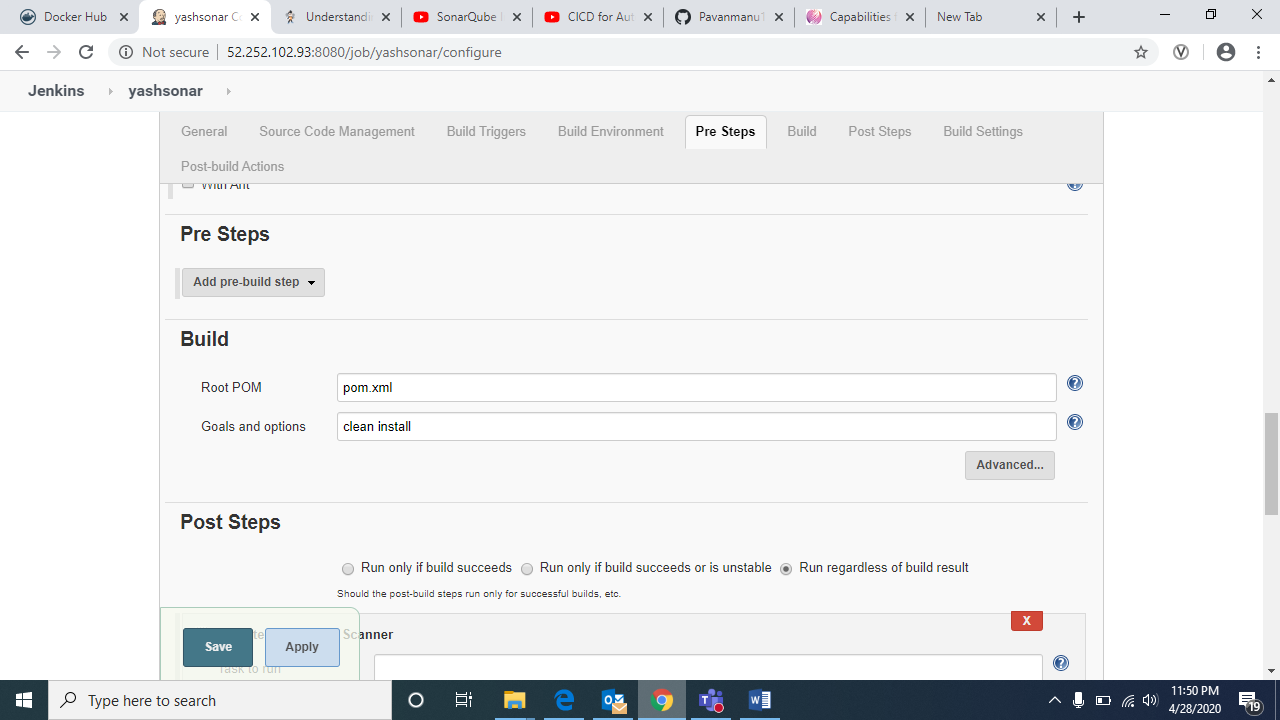 Docker Hub
yashsonar Co
Understandin
SonarQube
CICD for Aut
Pavanmanu1
Capabilities
New Tab
Not secure 52.252.102.93:8080/job/yashsonar/configure
Jenkins yashsonar
General Source Code Management Build Triggers Build Environment Pre Steps Build Post Steps Build Settings
Post-build Actions
With Ant
Pre Steps
Add pre-build step
Build
Root POM pom.xml
Goals and options clean install
Advanced...
Post Steps
Run only if build succeeds Run only if build succeeds or is unstable Run regardless of build result
Should the post-build steps run only for successful builds, etc.
Scanner X
Save Apply
Task to run
Type here to search
11:50 PM
4/28/2020
19